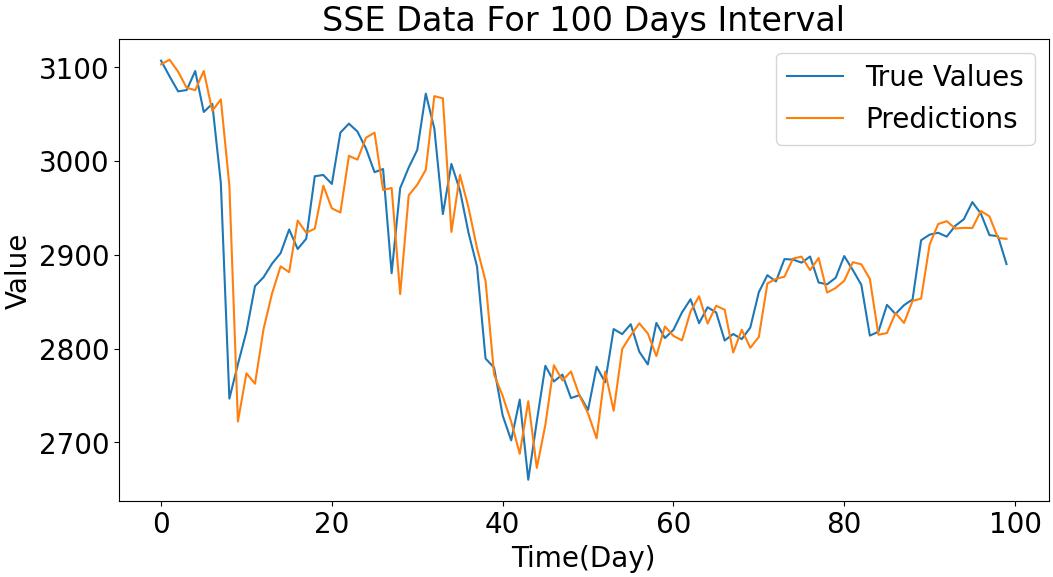 SSE Data For 100 Days Interval
True Values
Predictions
3100
3000
2900
2800
2700
Value
0 20 40 60 80 100
Time(Day)